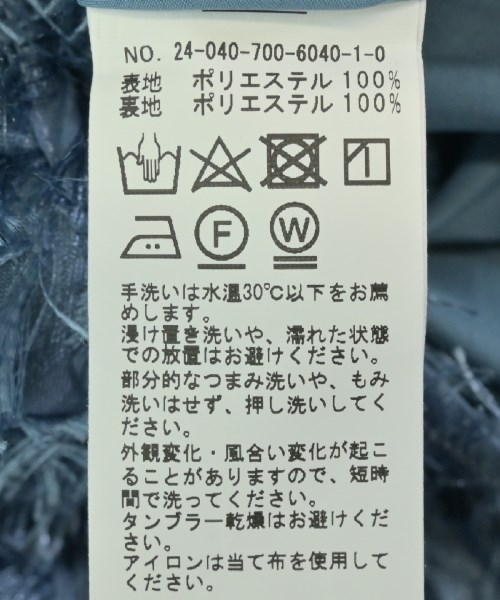 NO. 24-040-700-6040-1-0
表地 ポリエステル 100%
裏地 ポリエステル 100%
F W
手洗いは水温30℃以下をお薦
めします。
浸け置き洗いや、濡れた状態
での放置はお避けください。
部分的なつまみ洗いや、もみ
洗いはせず、押し洗いしてく
ださい。
外観変化・風合い変化が起こ
ることがありますので、短時
間で洗ってください。
タンブラー乾燥はお避けくだ
さい。
アイロンは当て布を使用して
ください。